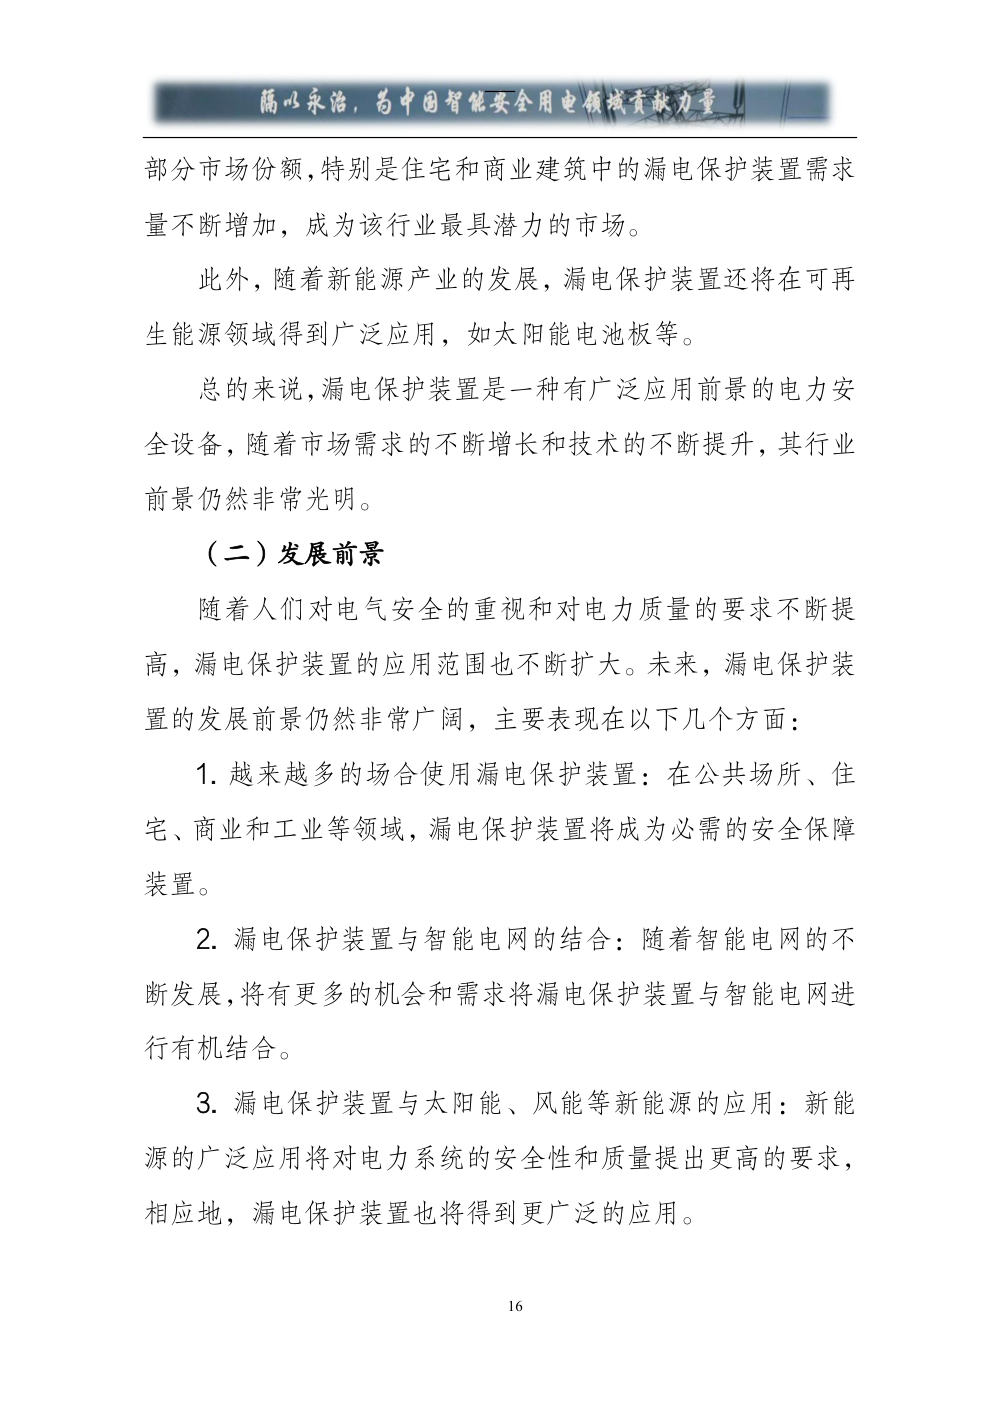 隔以永治，为中国智能安全用电领域贡献力量
部分市场份额，特别是住宅和商业建筑中的漏电保护装置需求
量不断增加，成为该行业最具潜力的市场。
此外，随着新能源产业的发展，漏电保护装置还将在可再
生能源领域得到广泛应用，如太阳能电池板等。
总的来说，漏电保护装置是一种有广泛应用前景的电力安
全设备，随着市场需求的不断增长和技术的不断提升，其行业
前景仍然非常光明。
（二）发展前景
随着人们对电气安全的重视和对电力质量的要求不断提
高，漏电保护装置的应用范围也不断扩大。未来，漏电保护装
置的发展前景仍然非常广阔，主要表现在以下几个方面：
1. 越来越多的场合使用漏电保护装置：在公共场所、住
宅、商业和工业等领域，漏电保护装置将成为必需的安全保障
装置。
2. 漏电保护装置与智能电网的结合：随着智能电网的不
断发展，将有更多的机会和需求将漏电保护装置与智能电网进
行有机结合。
3. 漏电保护装置与太阳能、风能等新能源的应用：新能
源的广泛应用将对电力系统的安全性和质量提出更高的要求，
相应地，漏电保护装置也将得到更广泛的应用。
16